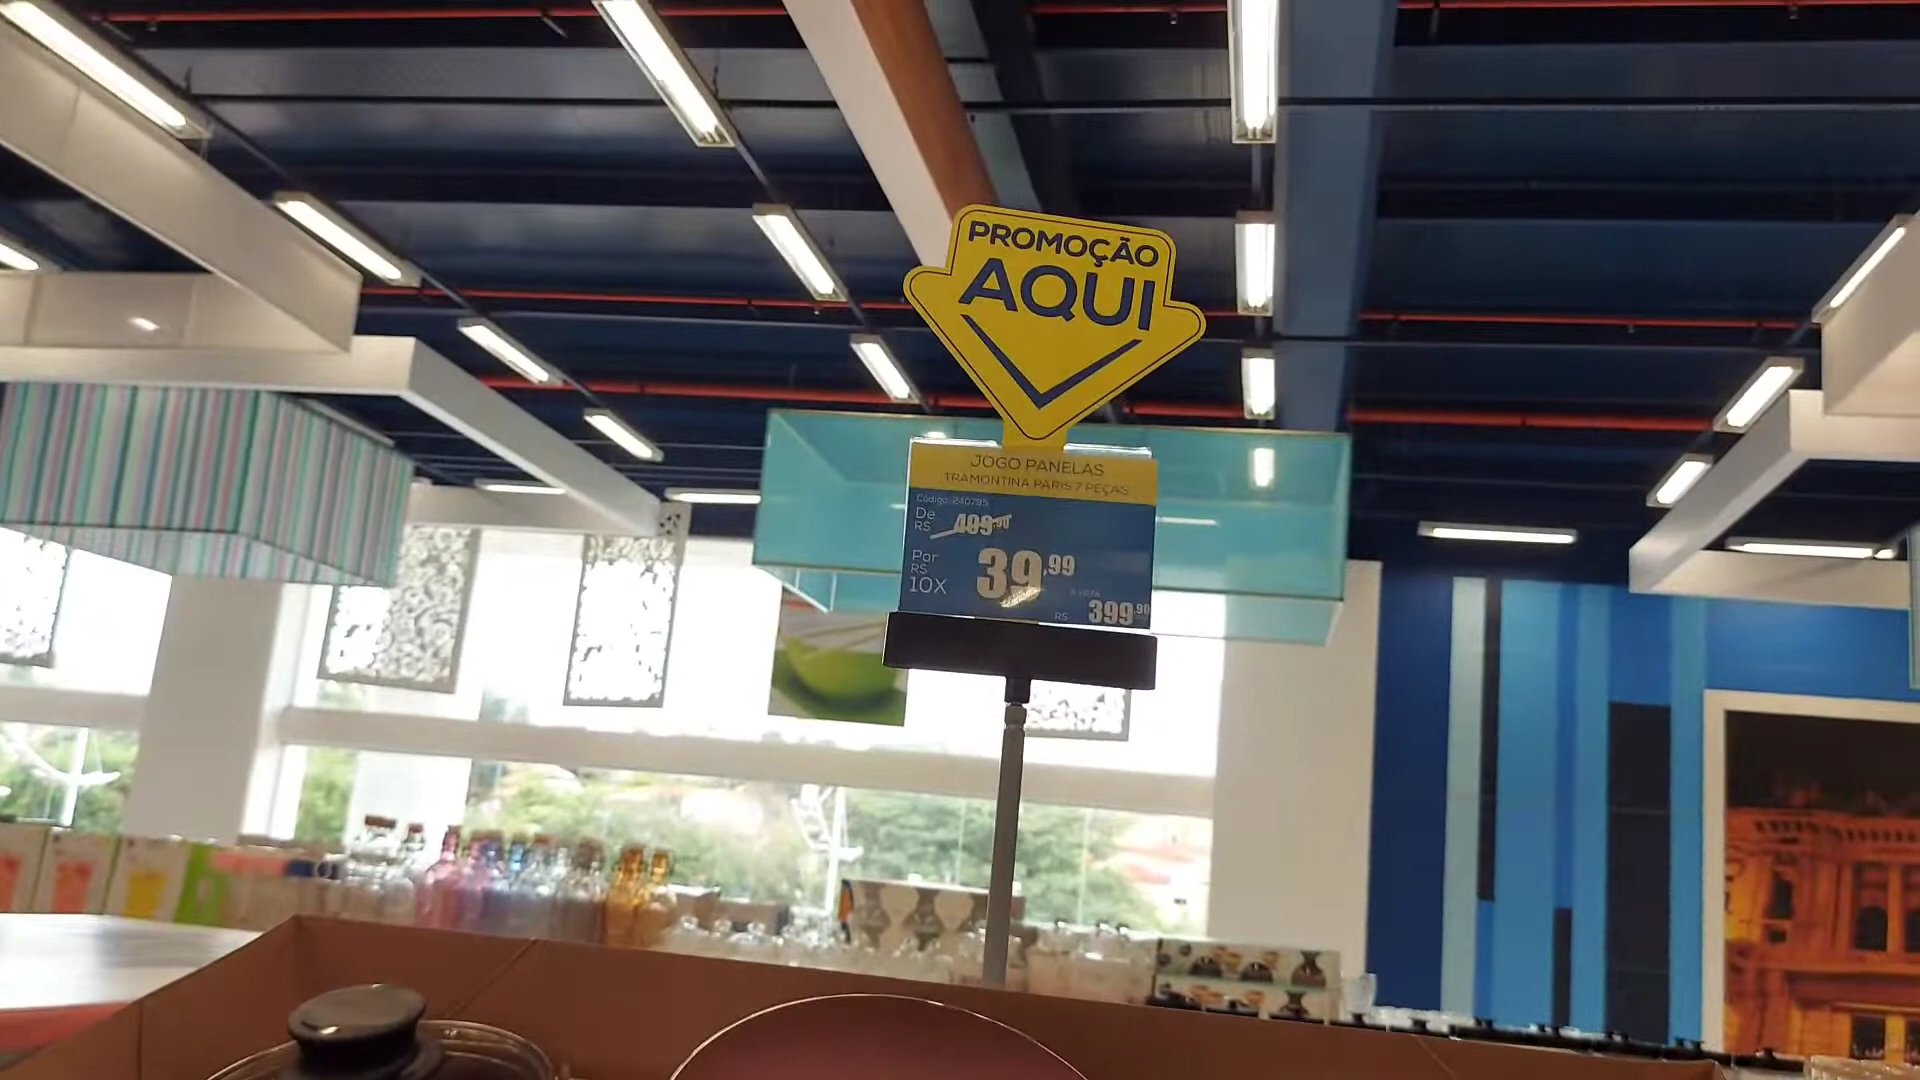 PROMOÇÃO
AQUI
JOGO PANELAS
TRAMONTINA PARIS 7 PEÇAS
Código: 240795
De
R$ 499,90
Por
R$
10X 39,99
À VISTA
R$ 399,90